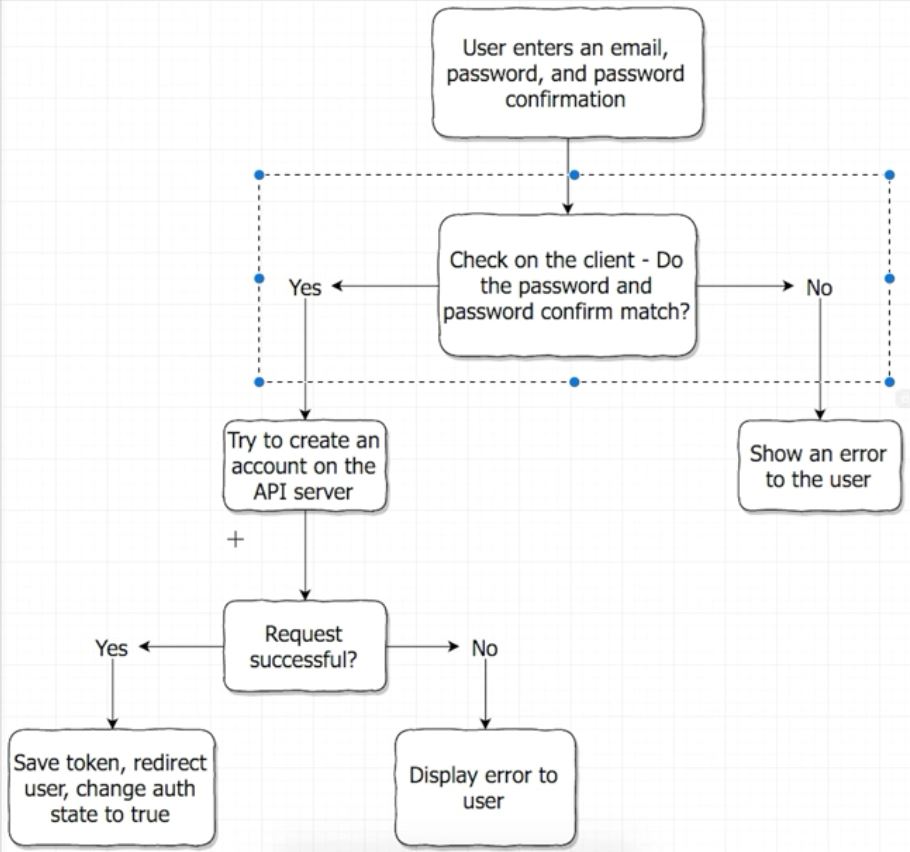 User enters an email,
password, and password
confirmation
Check on the client - Do
the password and
password confirm match?
Yes
No
Try to create an
account on the
API server
Show an error
to the user
Request
successful?
Yes
No
Save token, redirect
user, change auth
state to true
Display error to
user